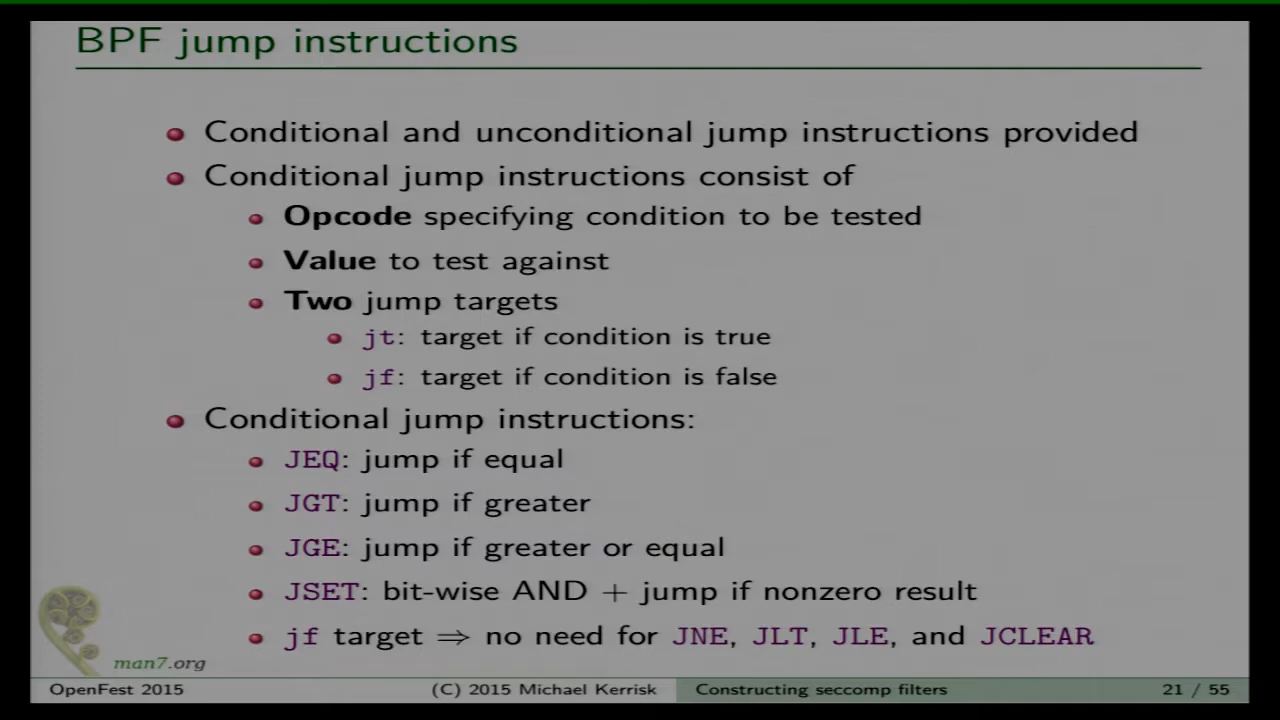 BPF jump instructions
Conditional and unconditional jump instructions provided
Conditional jump instructions consist of
Opcode specifying condition to be tested
Value to test against
Two jump targets
jt: target if condition is true
jf: target if condition is false
Conditional jump instructions:
JEQ: jump if equal
JGT: jump if greater
JGE: jump if greater or equal
JSET: bit-wise AND + jump if nonzero result
jf target ⇒ no need for JNE, JLT, JLE, and JCLEAR
man7.org
OpenFest 2015 (C) 2015 Michael Kerrisk Constructing seccomp filters 21 / 55